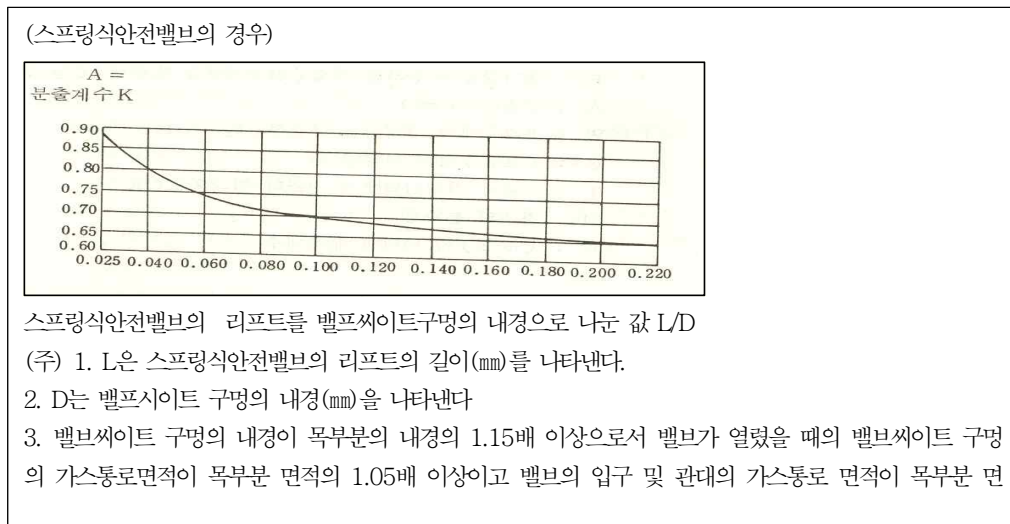 (스프링식안전밸브의 경우)
A =
분출계수 K
0.90
0.85
0.80
0.75
0.70
0.65
0.60
0.025 0.040 0.060 0.080 0.100 0.120 0.140 0.160 0.180 0.200 0.220
스프링식안전밸브의 리프트를 밸프씨이트구멍의 내경으로 나눈 값 L/D
(주) 1. L은 스프링식안전밸브의 리프트의 길이(㎜)를 나타낸다.
2. D는 밸프시이트 구멍의 내경(㎜)을 나타낸다
3. 밸브씨이트 구멍의 내경이 목부분의 내경의 1.15배 이상으로서 밸브가 열렸을 때의 밸브씨이트 구멍
의 가스통로면적이 목부분 면적의 1.05배 이상이고 밸브의 입구 및 관대의 가스통로 면적이 목부분 면